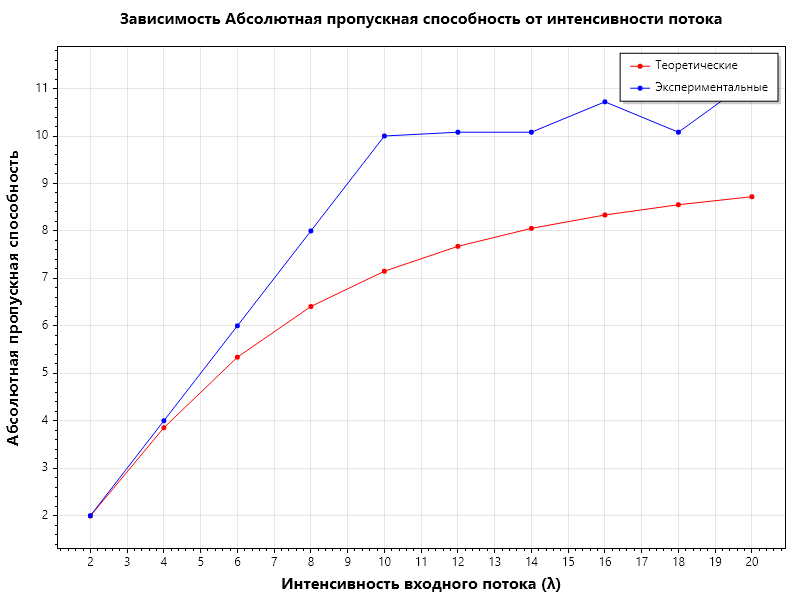 Зависимость Абсолютная пропускная способность от интенсивности потока
Теоретические
Экспериментальные
Абсолютная пропускная способность
11
10
9
8
7
6
5
4
3
2
2 3 4 5 6 7 8 9 10 11 12 13 14 15 16 17 18 19 20
Интенсивность входного потока (λ)